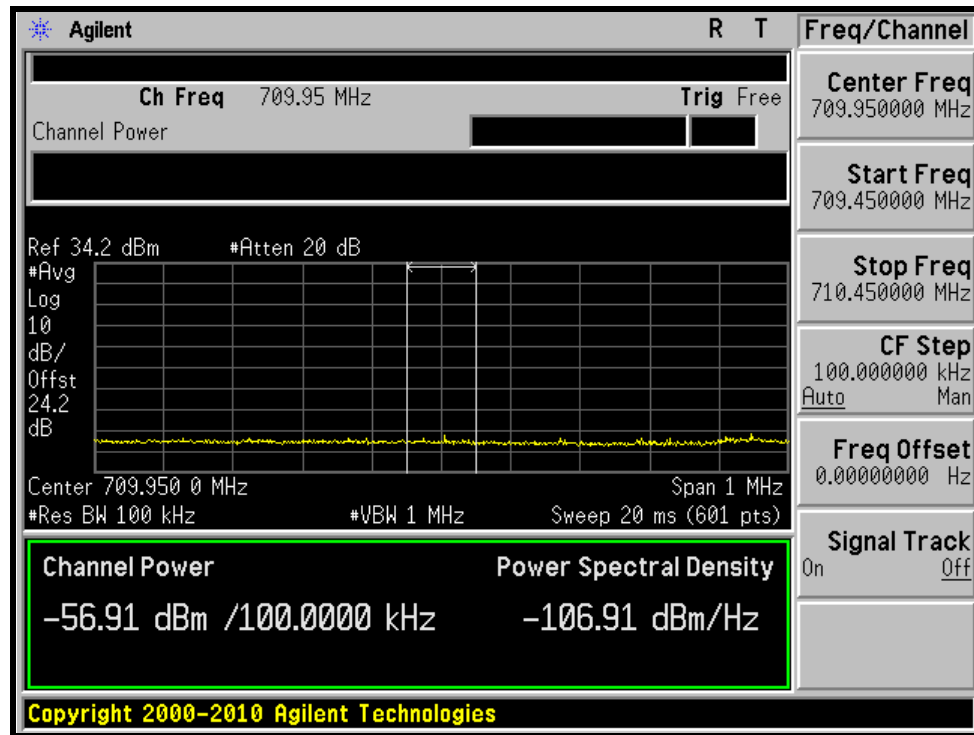 Agilent
R T
Freq/Channel
Ch Freq 709.95 MHz
Trig Free
Channel Power
Ref 34.2 dBm
#Atten 20 dB
#Avg
Log
10
dB/
Offst
24.2
dB
Center 709.950 0 MHz
Span 1 MHz
#Res BW 100 kHz
#VBW 1 MHz
Sweep 20 ms (601 pts)
Channel Power
Power Spectral Density
-56.91 dBm /100.0000 kHz
-106.91 dBm/Hz
Center Freq
709.950000 MHz
Start Freq
709.450000 MHz
Stop Freq
710.450000 MHz
CF Step
100.000000 kHz
Auto Man
Freq Offset
0.00000000 Hz
Signal Track
On Off
Copyright 2000-2010 Agilent Technologies